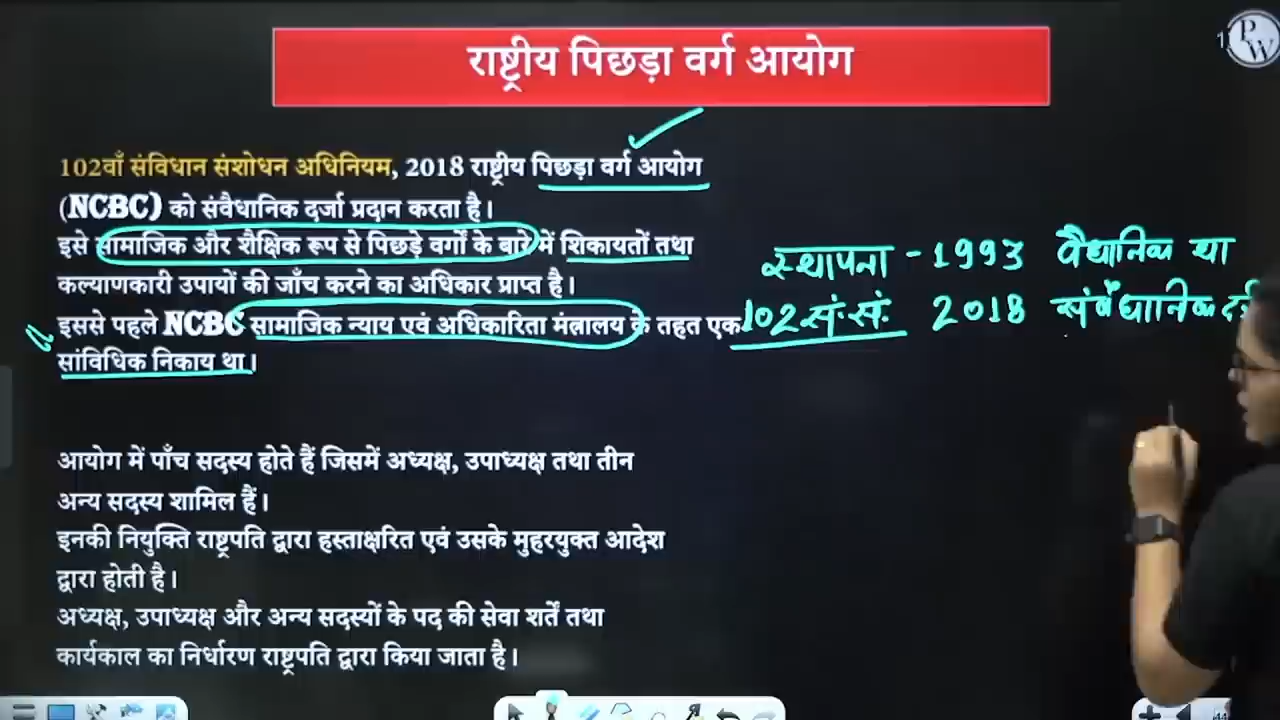 राष्ट्रीय पिछड़ा वर्ग आयोग
PW
102वाँ संविधान संशोधन अधिनियम, 2018 राष्ट्रीय पिछड़ा वर्ग आयोग
(NCBC) को संवैधानिक दर्जा प्रदान करता है।
इसे सामाजिक और शैक्षिक रूप से पिछड़े वर्गों के बारे में शिकायतों तथा
कल्याणकारी उपायों की जाँच करने का अधिकार प्राप्त है।
इससे पहले NCBC सामाजिक न्याय एवं अधिकारिता मंत्रालय के तहत एक
सांविधिक निकाय था।
स्थापना - 1993 वैधानिक था
102 सं. सं. 2018 संवैधानिक
आयोग में पाँच सदस्य होते हैं जिसमें अध्यक्ष, उपाध्यक्ष तथा तीन
अन्य सदस्य शामिल हैं।
इनकी नियुक्ति राष्ट्रपति द्वारा हस्ताक्षरित एवं उसके मुहरयुक्त आदेश
द्वारा होती है।
अध्यक्ष, उपाध्यक्ष और अन्य सदस्यों के पद की सेवा शर्तें तथा
कार्यकाल का निर्धारण राष्ट्रपति द्वारा किया जाता है।